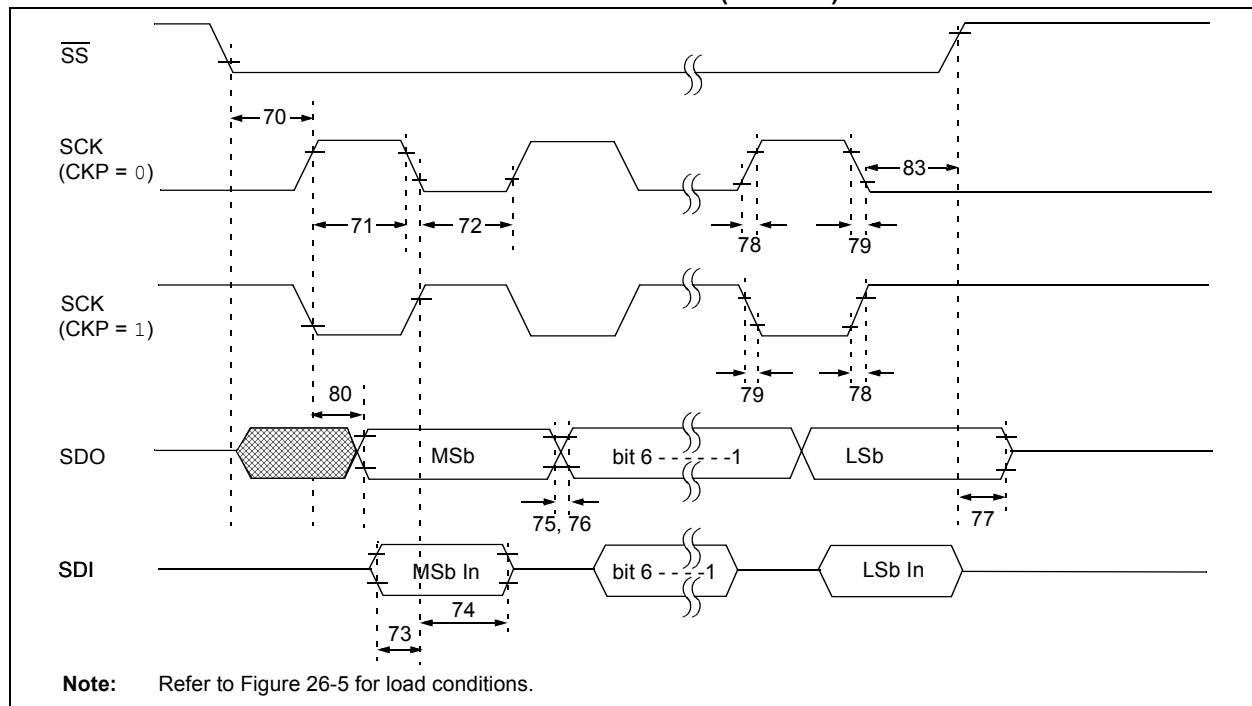 SS
70
SCK
(CKP = 0)
83
71
72
78
79
SCK
(CKP = 1)
79
78
80
SDO
MSb
bit 6 - - - - - -1
LSb
75, 76
77
SDI
MSb In
bit 6 - - - -1
LSb In
74
73
Note: Refer to Figure 26-5 for load conditions.